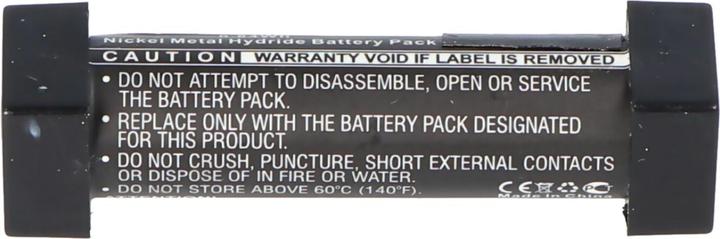 Nickel Metal Hydride Battery Pack
CAUTION WARRANTY VOID IF LABEL IS REMOVED
• DO NOT ATTEMPT TO DISASSEMBLE, OPEN OR SERVICE
THE BATTERY PACK.
• REPLACE ONLY WITH THE BATTERY PACK DESIGNATED
FOR THIS PRODUCT.
• DO NOT CRUSH, PUNCTURE, SHORT EXTERNAL CONTACTS
OR DISPOSE OF IN FIRE OR WATER.
• DO NOT STORE ABOVE 60°C (140°F).
CE
ATTENTION! Made in China